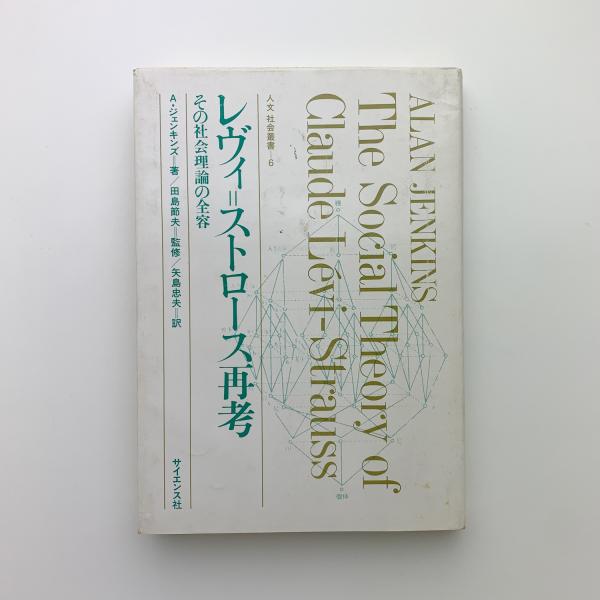 ALAN JENKINS
The Social Theory of
Claude Lévi-Strauss
人文 社会叢書—6
レヴィ=ストロース再考
その社会理論の全容
A・ジェンキンズ=著/田島節夫=監修/矢島忠夫=訳
サイエンス社
種
個体